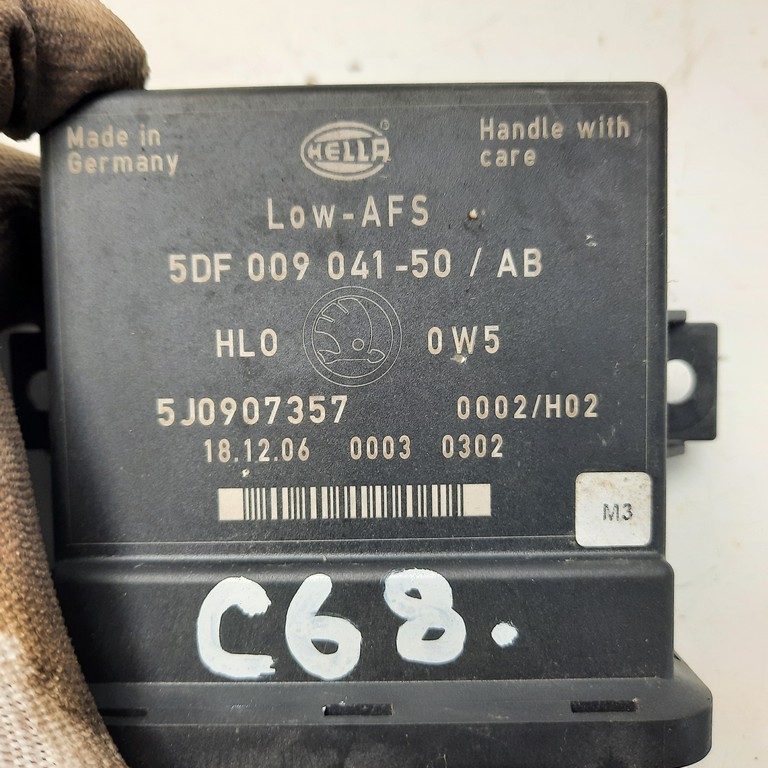 Made in
Germany
HELLA
Handle with
care
Low-AFS
5DF 009 041-50 / AB
HL0 0W5
5J0907357 0002/H02
18.12.06 0003 0302
M3
C68.